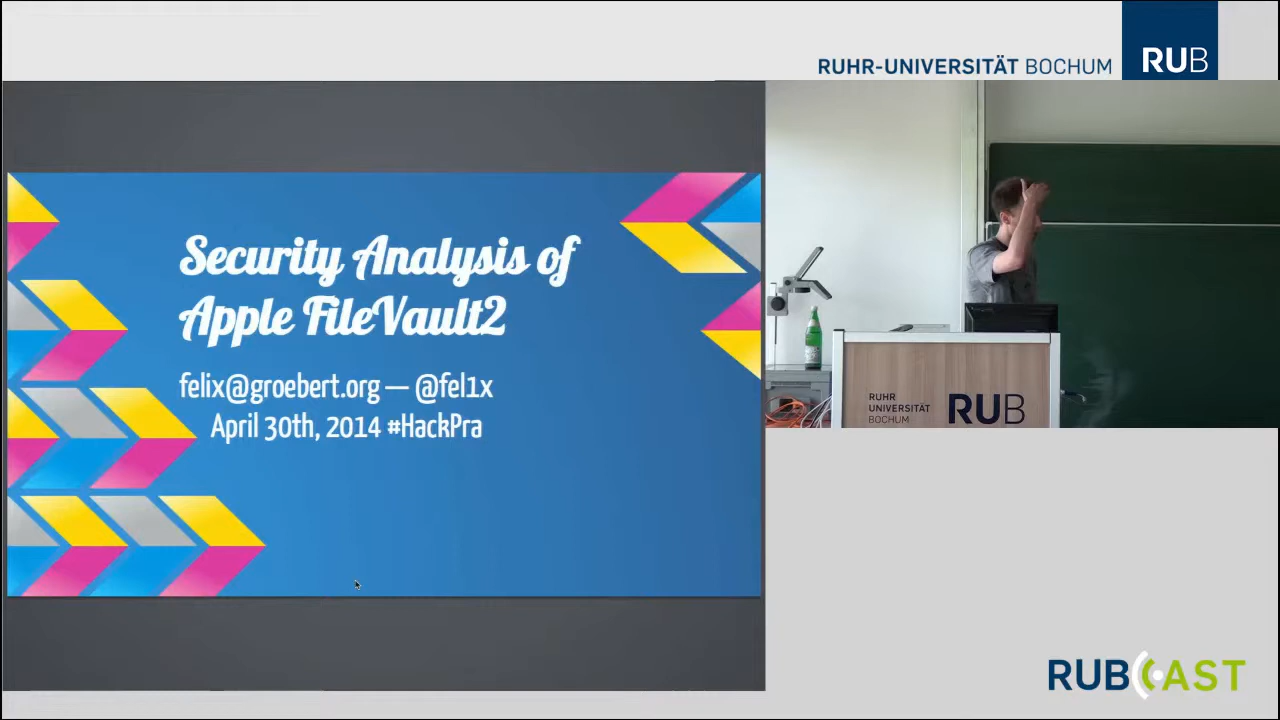 RUHR-UNIVERSITÄT BOCHUM
RUB
Security Analysis of
Apple FileVault2
felix@groebert.org — @fel1x
April 30th, 2014 #HackPra
RUHR
UNIVERSITÄT
BOCHUM
RUB
RUBCAST